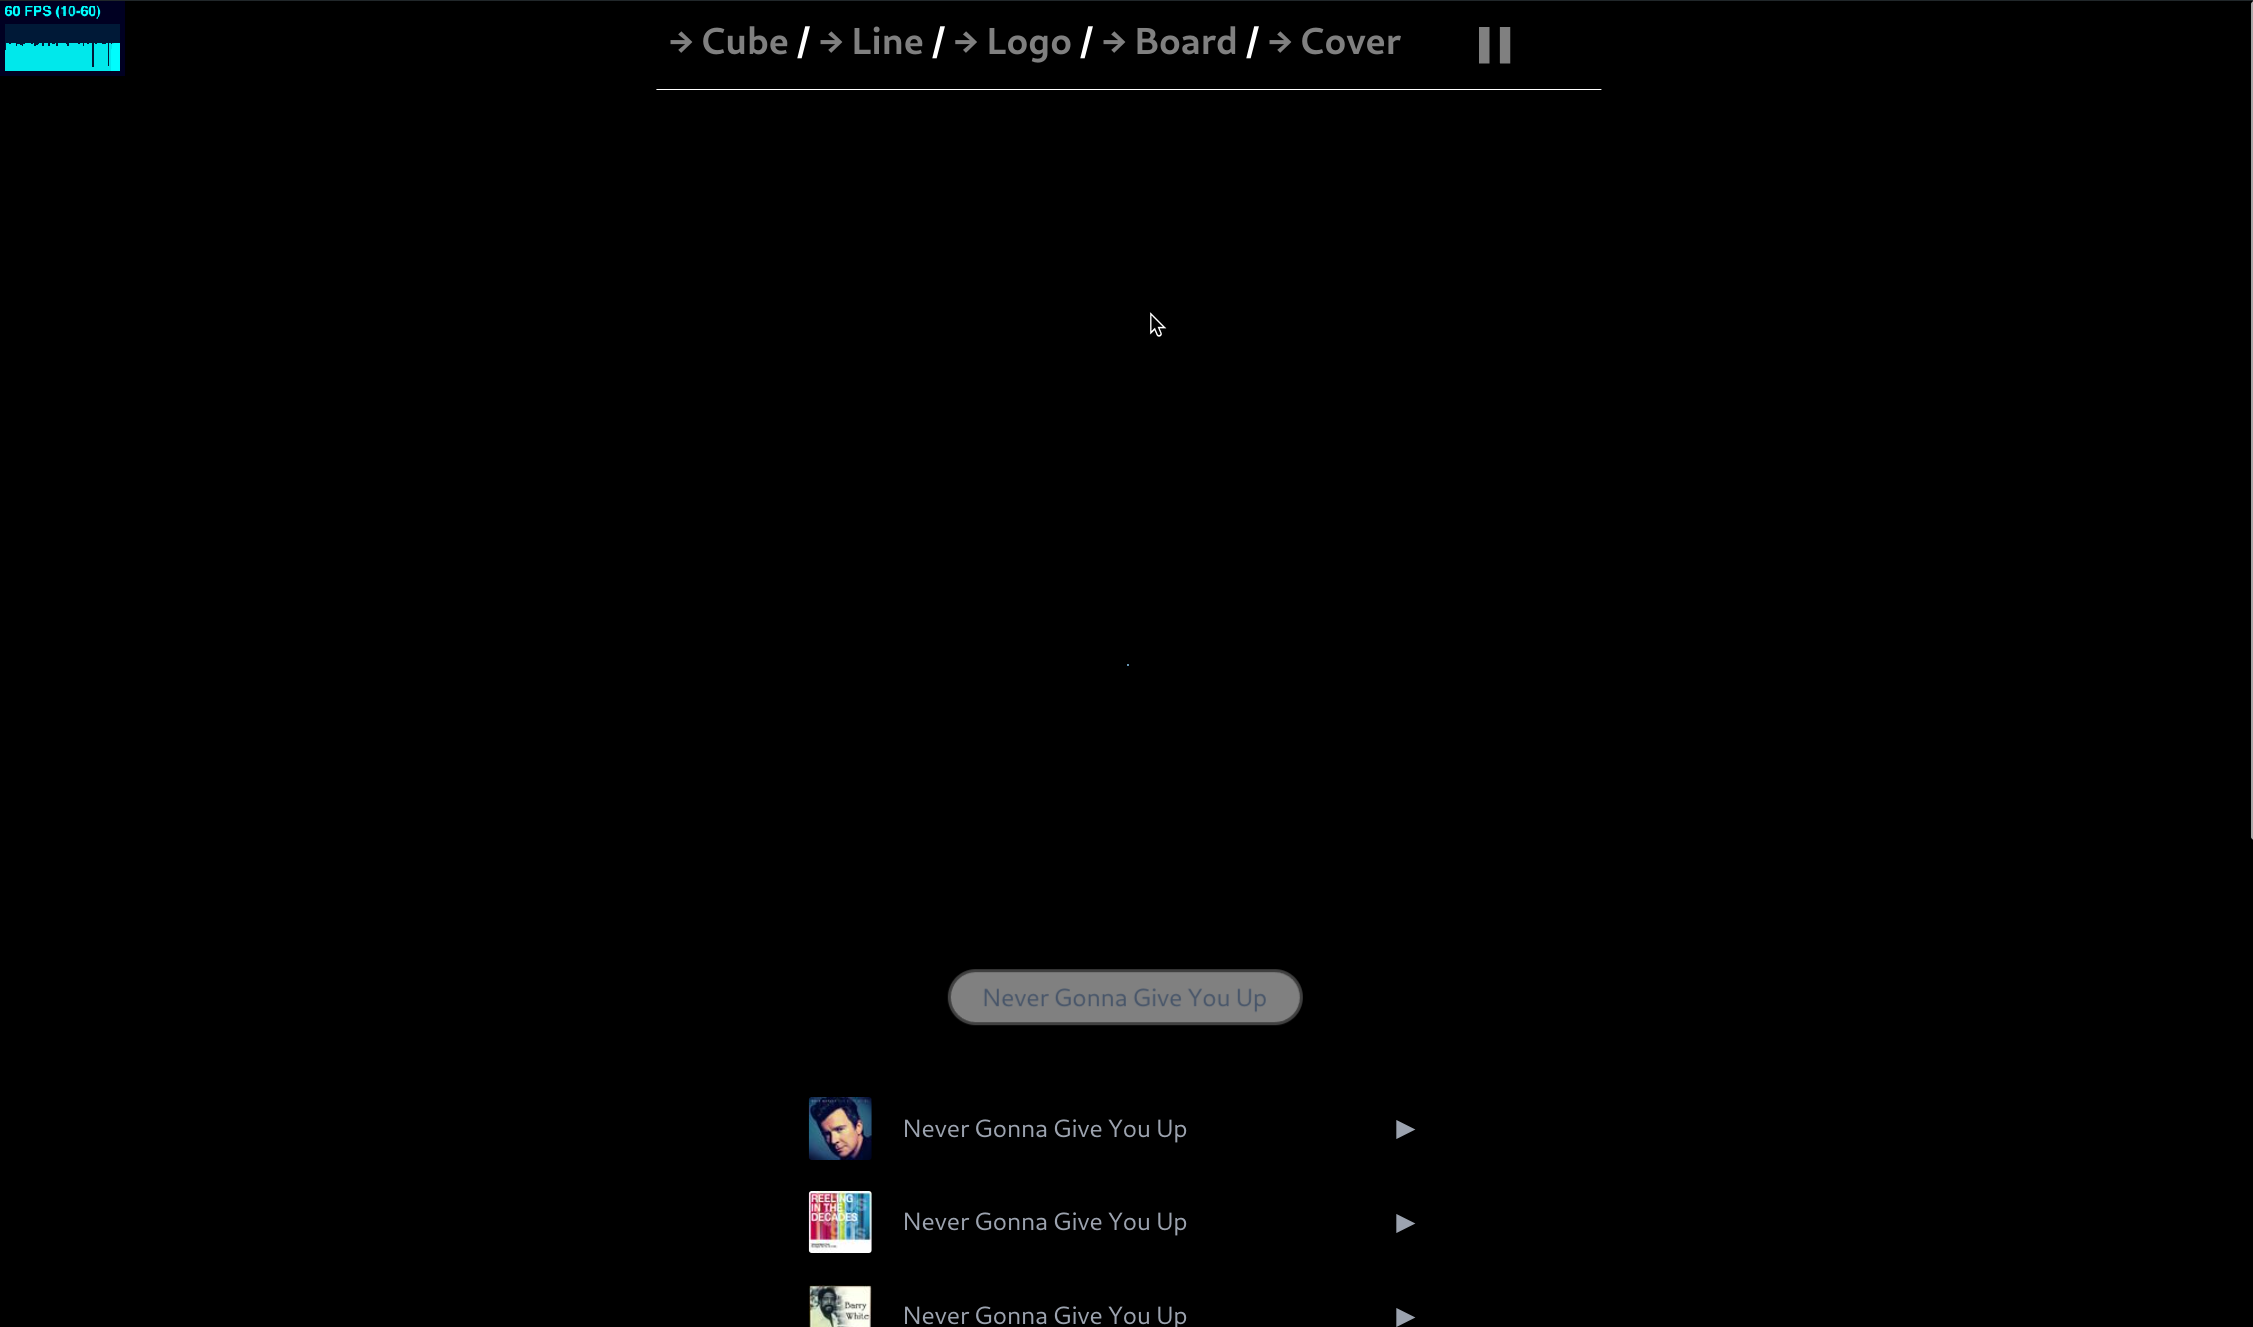 60 FPS (10-60)
→ Cube / → Line / → Logo / → Board / → Cover
Never Gonna Give You Up
Never Gonna Give You Up
REELING
IN THE
DECADES
Never Gonna Give You Up
Barry
White
Never Gonna Give You Up